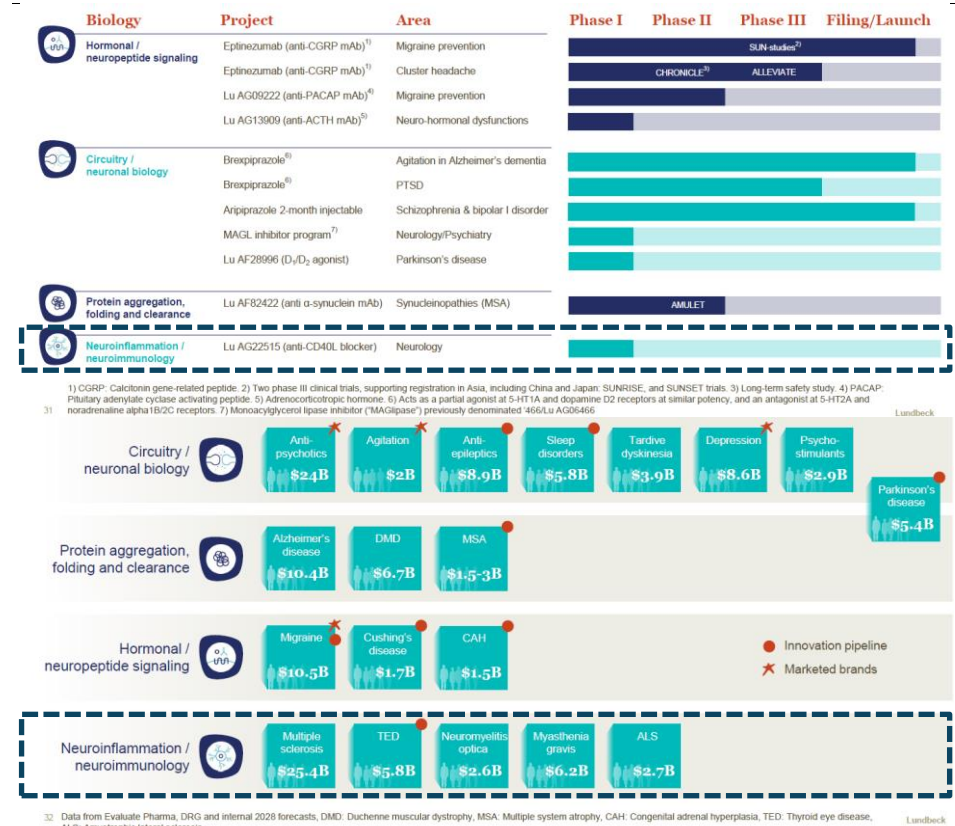 Biology Project Area Phase I Phase II Phase III Filing/Launch
Hormonal /
neuropeptide signaling
Eptinezumab (anti-CGRP mAb)1) Migraine prevention SUN-studies2)
Eptinezumab (anti-CGRP mAb)1) Cluster headache CHRONICLE3) ALLEVIATE
Lu AG09222 (anti-PACAP mAb)4) Migraine prevention
Lu AG13909 (anti-ACTH mAb)5) Neuro-hormonal dysfunctions
Circuitry /
neuronal biology
Brexpiprazole6) Agitation in Alzheimer's dementia
Brexpiprazole6) PTSD
Aripiprazole 2-month injectable Schizophrenia & bipolar I disorder
MAGL inhibitor program7) Neurology/Psychiatry
Lu AF28996 (D1/D2 agonist) Parkinson's disease
Protein aggregation,
folding and clearance
Lu AF82422 (anti α-synuclein mAb) Synucleinopathies (MSA) AMULET
Neuroinflammation /
neuroimmunology
Lu AG22515 (anti-CD40L blocker) Neurology
1) CGRP: Calcitonin gene-related peptide. 2) Two phase III clinical trials, supporting registration in Asia, including China and Japan: SUNRISE, and SUNSET trials. 3) Long-term safety study. 4) PACAP:
Pituitary adenylate cyclase activating peptide. 5) Adrenocorticotropic hormone. 6) Acts as a partial agonist at 5-HT1A and dopamine D2 receptors at similar potency, and an antagonist at 5-HT2A and
31 noradrenaline alpha1B/2C receptors. 7) Monoacylglycerol lipase inhibitor ("MAGlipase") previously denominated '466/Lu AG06466 Lundbeck
Circuitry /
neuronal biology
Anti-
psychotics
$24B
Agitation
$2B
Anti-
epileptics
$8.9B
Sleep
disorders
$5.8B
Tardive
dyskinesia
$3.9B
Depression
$8.6B
Psycho-
stimulants
$2.9B
Parkinson's
disease
$5.4B
Protein aggregation,
folding and clearance
Alzheimer's
disease
$10.4B
DMD
$6.7B
MSA
$1.5-3B
Hormonal /
neuropeptide signaling
Migraine
$10.5B
Cushing's
disease
$1.7B
CAH
$1.5B
Innovation pipeline
Marketed brands
Neuroinflammation /
neuroimmunology
Multiple
sclerosis
$25.4B
TED
$5.8B
Neuromyelitis
optica
$2.6B
Myasthenia
gravis
$6.2B
ALS
$2.7B
32 Data from Evaluate Pharma, DRG and internal 2028 forecasts, DMD: Duchenne muscular dystrophy, MSA: Multiple system atrophy, CAH: Congenital adrenal hyperplasia, TED: Thyroid eye disease,
Lundbeck